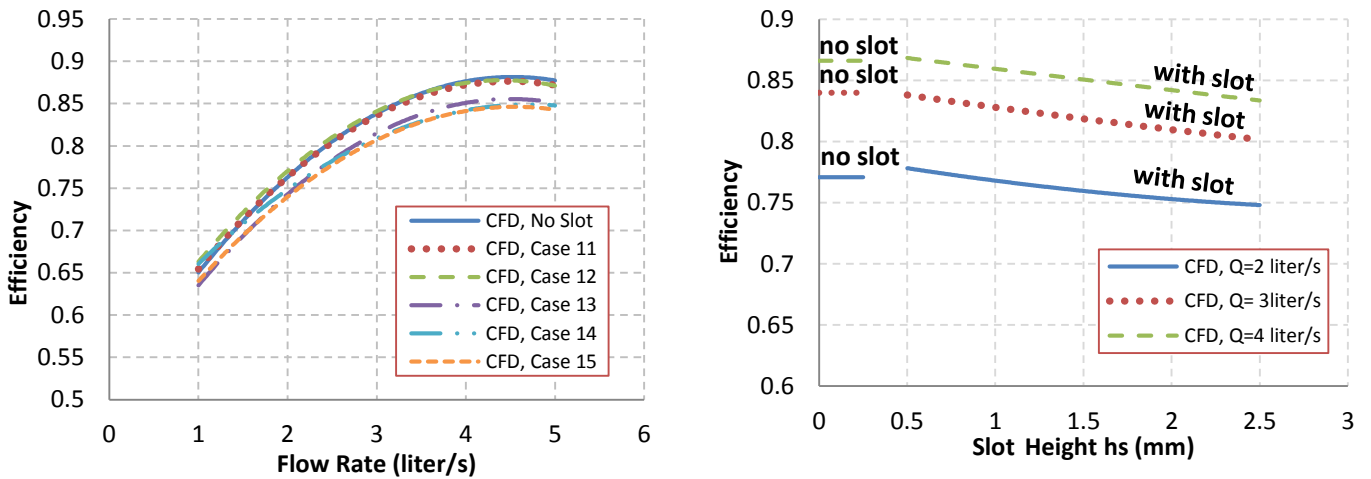 0.95
0.9
0.85
0.8
0.75
0.7
0.65
0.6
0.55
0.5
Efficiency
0 1 2 3 4 5 6
Flow Rate (liter/s)
CFD, No Slot
CFD, Case 11
CFD, Case 12
CFD, Case 13
CFD, Case 14
CFD, Case 15
0.9
0.85
0.8
0.75
0.7
0.65
0.6
Efficiency
no slot
no slot
no slot
with slot
with slot
with slot
CFD, Q=2 liter/s
CFD, Q= 3liter/s
CFD, Q=4 liter/s
0 0.5 1 1.5 2 2.5 3
Slot Height hs (mm)